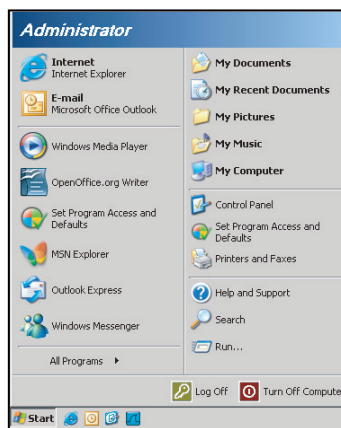 Administrator
Internet
Internet Explorer
E-mail
Microsoft Office Outlook
Windows Media Player
OpenOffice.org Writer
Set Program Access and
Defaults
MSN Explorer
Outlook Express
Windows Messenger
All Programs
My Documents
My Recent Documents
My Pictures
My Music
My Computer
Control Panel
Set Program Access and
Defaults
Printers and Faxes
Help and Support
Search
Run...
Log Off
Turn Off Compute
Start